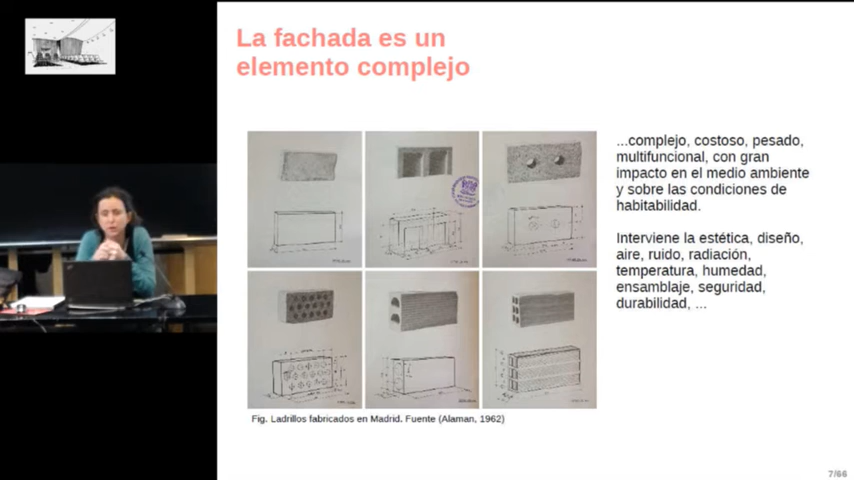 La fachada es un
elemento complejo
...complejo, costoso, pesado,
multifuncional, con gran
impacto en el medio ambiente
y sobre las condiciones de
habitabilidad.
Interviene la estética, diseño,
aire, ruido, radiación,
temperatura, humedad,
ensamblaje, seguridad,
durabilidad, ...
Fig. Ladrillos fabricados en Madrid. Fuente (Alaman, 1962)
7/66